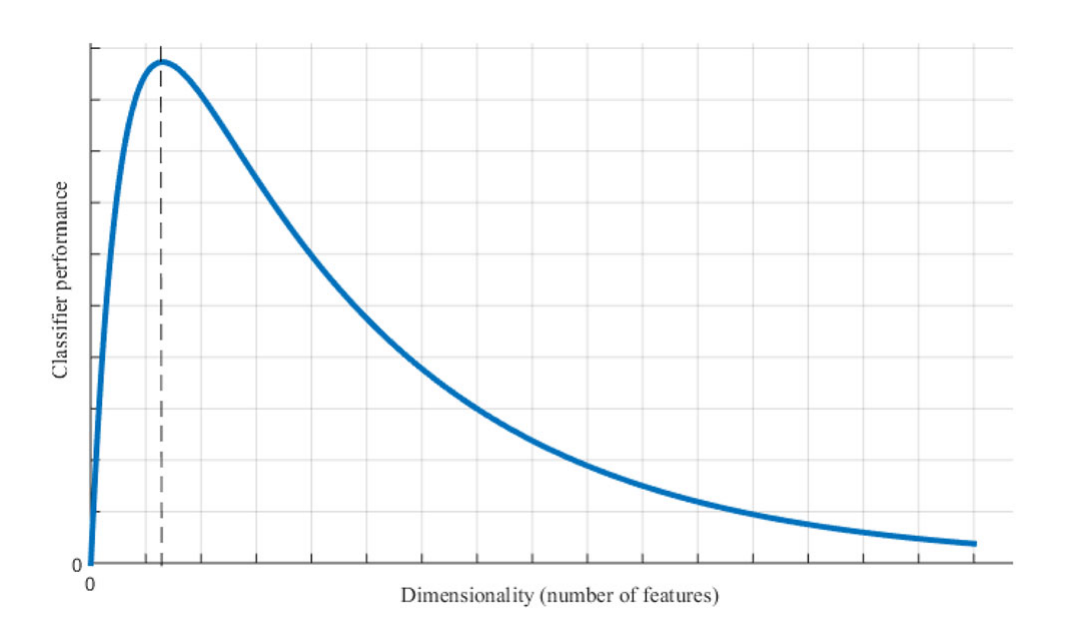 Classifier performance
0
0
Dimensionality (number of features)